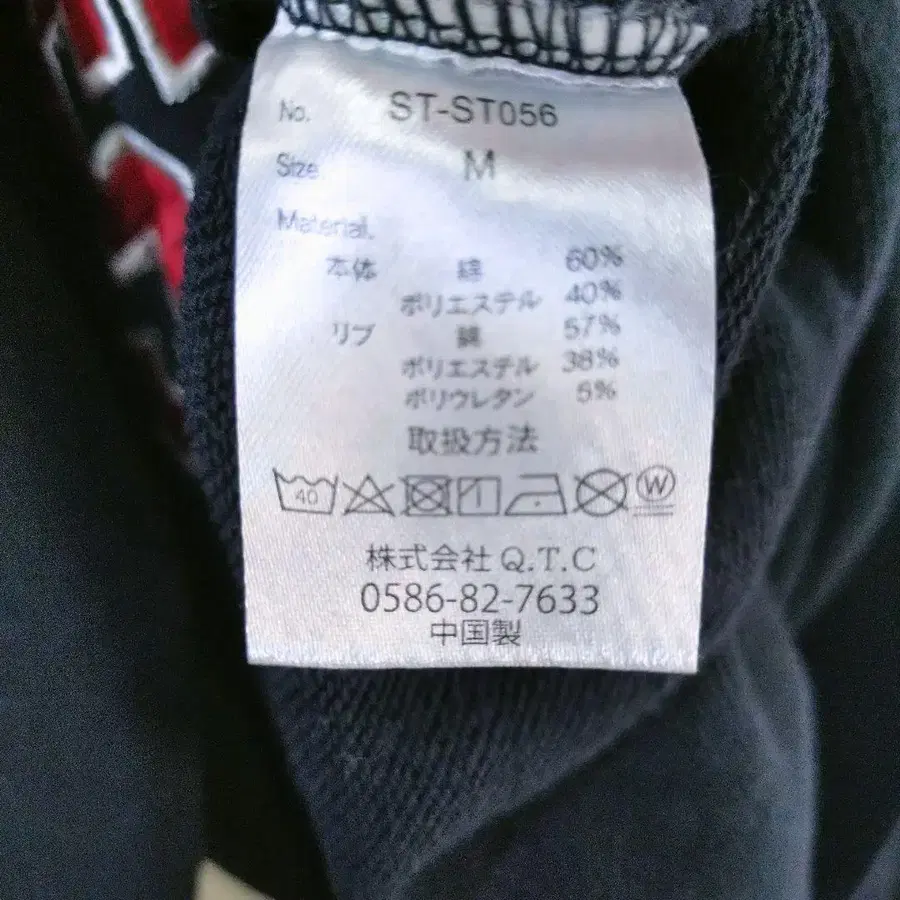 No. ST-ST056
Size M
Material.
本体 綿 60%
ポリエステル 40%
リブ 綿 57%
ポリエステル 38%
ポリウレタン 5%
取扱方法
40 W
株式会社 Q.T.C
0586-82-7633
中国製